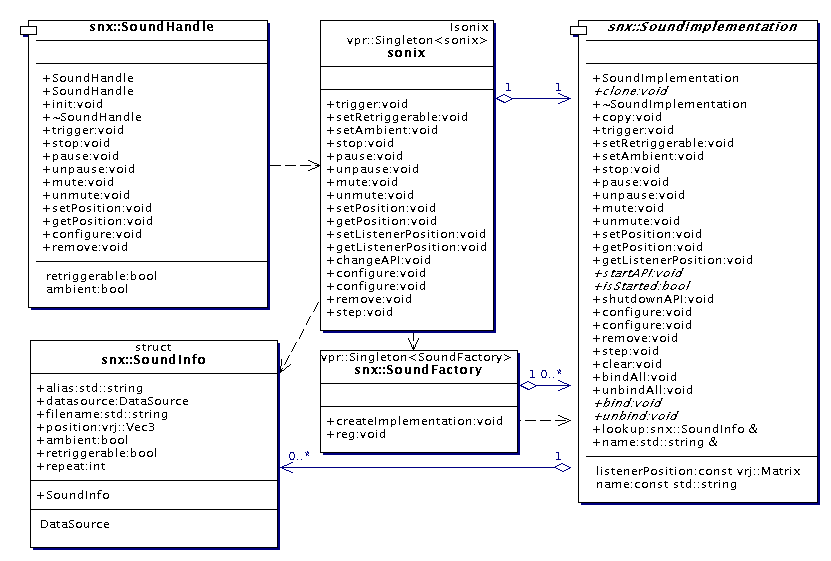 snx::SoundHandle
+SoundHandle
+SoundHandle
+init:void
+~SoundHandle
+trigger:void
+stop:void
+pause:void
+unpause:void
+mute:void
+unmute:void
+setPosition:void
+getPosition:void
+configure:void
+remove:void
retriggerable:bool
ambient:bool
Isonix
vpr::Singleton<sonix>
sonix
+trigger:void
+setRetriggerable:void
+setAmbient:void
+stop:void
+pause:void
+unpause:void
+mute:void
+unmute:void
+setPosition:void
+getPosition:void
+setListenerPosition:void
+getListenerPosition:void
+changeAPI:void
+configure:void
+configure:void
+remove:void
+step:void
1
1
snx::SoundImplementation
+SoundImplementation
+clone:void
+~SoundImplementation
+copy:void
+trigger:void
+setRetriggerable:void
+setAmbient:void
+stop:void
+pause:void
+unpause:void
+mute:void
+unmute:void
+setPosition:void
+getPosition:void
+getListenerPosition:void
+startAPI:void
+isStarted:bool
+shutdownAPI:void
+configure:void
+configure:void
+remove:void
+step:void
+clear:void
+bindAll:void
+unbindAll:void
+bind:void
+unbind:void
+lookup:snx::SoundInfo &
+name:std::string &
listenerPosition:const vrj::Matrix
name:const std::string
struct
snx::SoundInfo
+alias:std::string
+datasource:DataSource
+filename:std::string
+position:vrj::Vec3
+ambient:bool
+retriggerable:bool
+repeat:int
+SoundInfo
DataSource
vpr::Singleton<SoundFactory>
snx::SoundFactory
+createImplementation:void
+reg:void
1 0..*
0..*
1